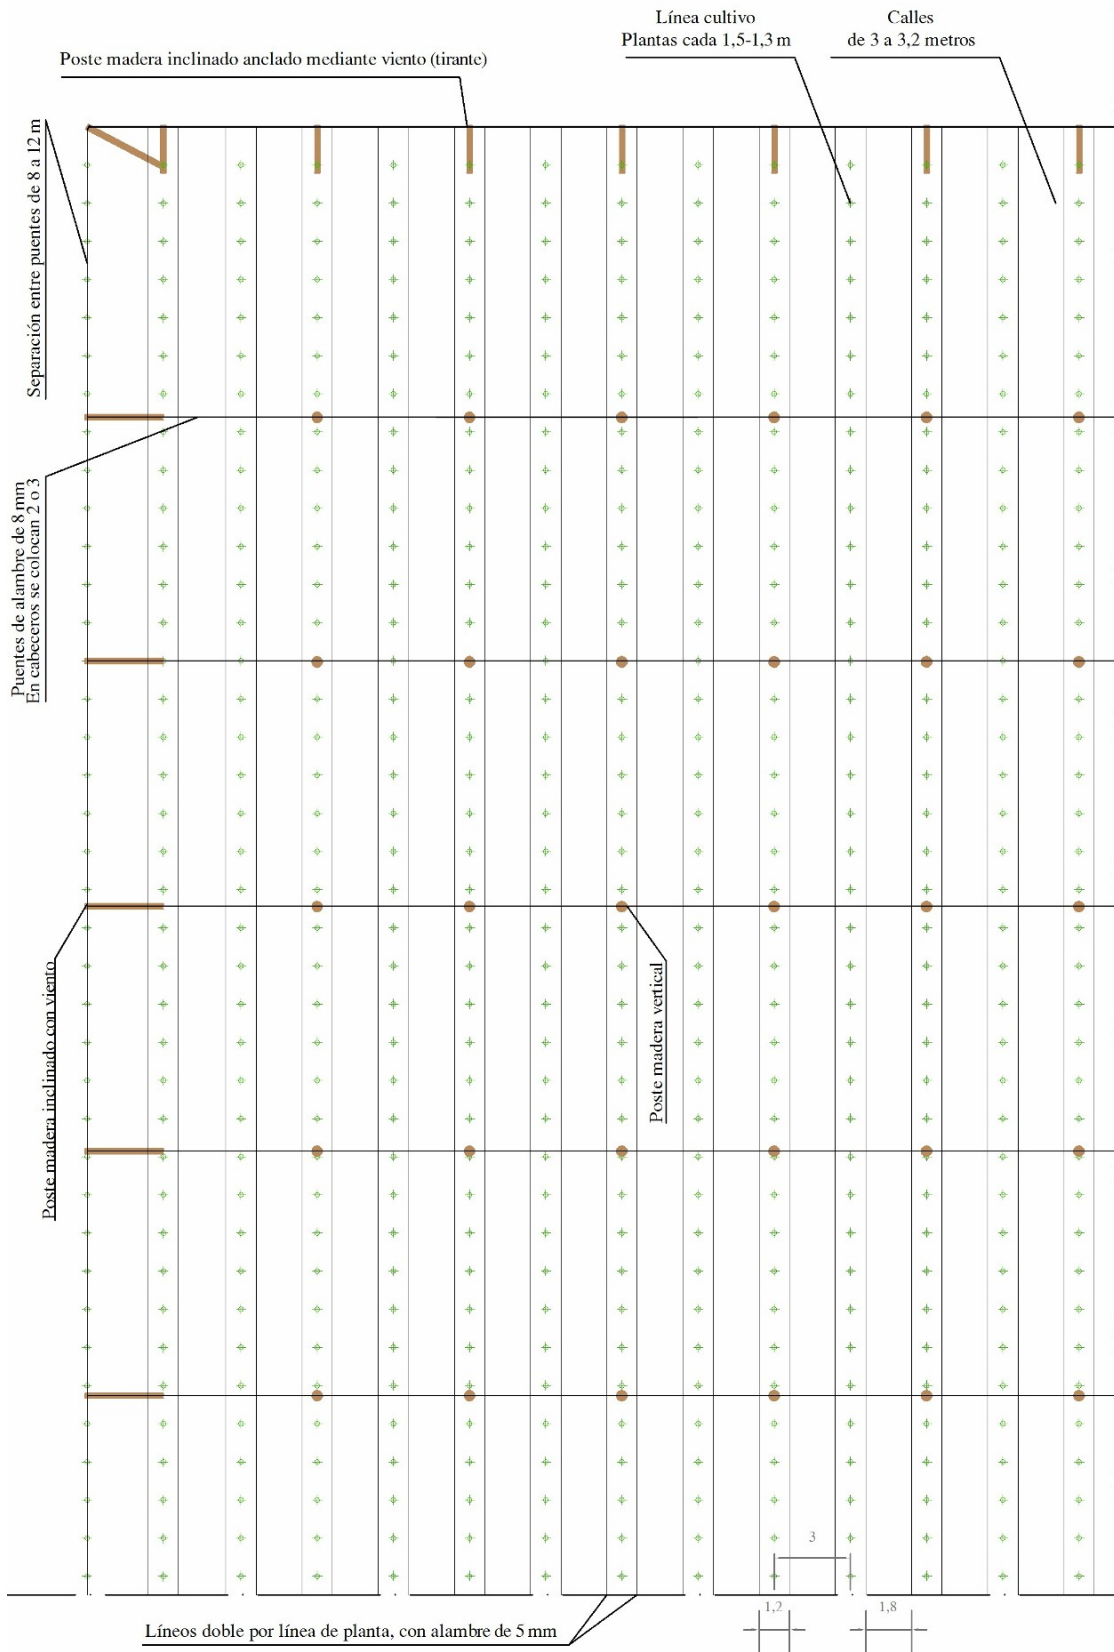 Línea cultivo
Plantas cada 1,5-1,3 m
Calles
de 3 a 3,2 metros
Poste madera inclinado anclado mediante viento (tirante)
Separación entre puentes de 8 a 12 m
Puentes de alambre de 8 mm
En cabeceros se colocan 2 o 3
Poste madera inclinado con viento
Poste madera vertical
3
1,2
1,8
Líneos doble por línea de planta, con alambre de 5 mm